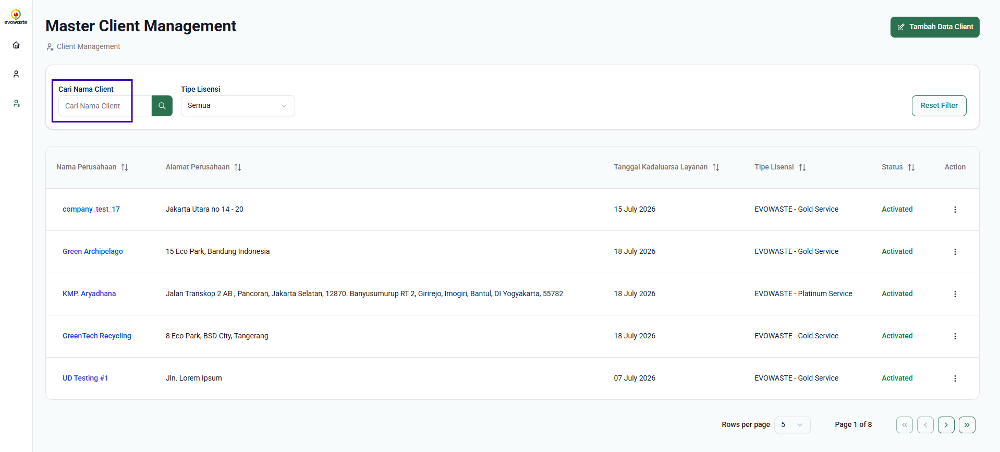 evowaste
Master Client Management
Tambah Data Client
Client Management
Cari Nama Client
Tipe Lisensi
Cari Nama Client
Semua
Reset Filter
Nama Perusahaan Alamat Perusahaan Tanggal Kadaluarsa Layanan Tipe Lisensi Status Action
company_test_17 Jakarta Utara no 14 - 20 15 July 2026 EVOWASTE - Gold Service Activated
Green Archipelago 15 Eco Park, Bandung Indonesia 18 July 2026 EVOWASTE - Gold Service Activated
KMP. Aryadhana Jalan Transkop 2 AB , Pancoran, Jakarta Selatan, 12870. Banyusumurup RT 2, Girirejo, Imogiri, Bantul, DI Yogyakarta, 55782 18 July 2026 EVOWASTE - Platinum Service Activated
GreenTech Recycling 8 Eco Park, BSD City, Tangerang 18 July 2026 EVOWASTE - Gold Service Activated
UD Testing #1 Jln. Lorem Ipsum 07 July 2026 EVOWASTE - Gold Service Activated
Rows per page 5 Page 1 of 8